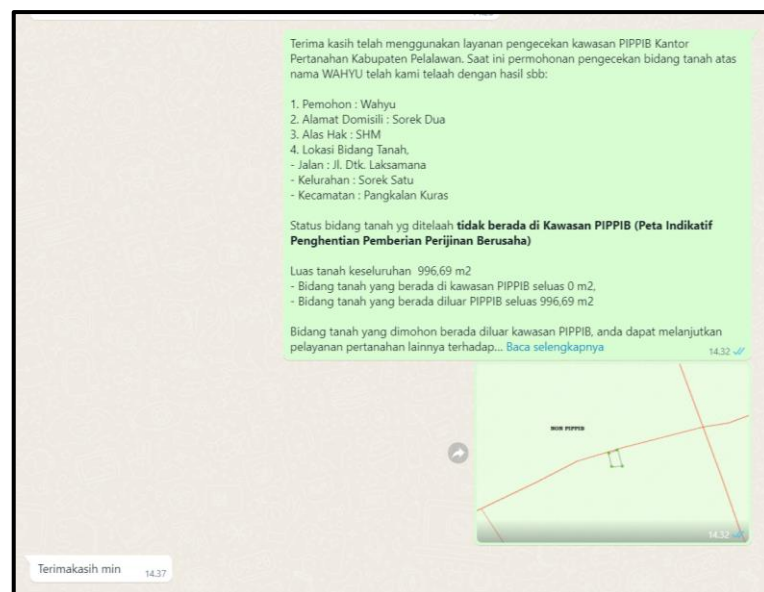 Terima kasih telah menggunakan layanan pengecekan kawasan PIPPIB Kantor
Pertanahan Kabupaten Pelalawan. Saat ini permohonan pengecekan bidang tanah atas
nama WAHYU telah kami telaah dengan hasil sbb:
1. Pemohon : Wahyu
2. Alamat Domisili : Sorek Dua
3. Alas Hak : SHM
4. Lokasi Bidang Tanah,
- Jalan : Jl. Dtk. Laksamana
- Kelurahan : Sorek Satu
- Kecamatan : Pangkalan Kuras
Status bidang tanah yg ditelaah tidak berada di Kawasan PIPPIB (Peta Indikatif
Penghentian Pemberian Perijinan Berusaha)
Luas tanah keseluruhan 996,69 m2
- Bidang tanah yang berada di kawasan PIPPIB seluas 0 m2,
- Bidang tanah yang berada diluar PIPPIB seluas 996,69 m2
Bidang tanah yang dimohon berada diluar kawasan PIPPIB, anda dapat melanjutkan
pelayanan pertanahan lainnya terhadap... Baca selengkapnya
14.32
NON PIPPIB
14.32
Terimakasih min
14.37